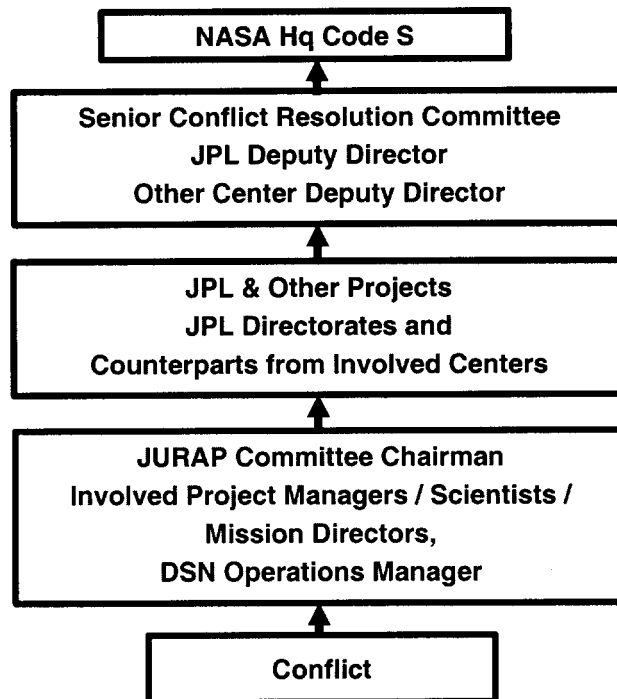 NASA Hq Code S
Senior Conflict Resolution Committee
JPL Deputy Director
Other Center Deputy Director
JPL & Other Projects
JPL Directorates and
Counterparts from Involved Centers
JURAP Committee Chairman
Involved Project Managers / Scientists /
Mission Directors,
DSN Operations Manager
Conflict